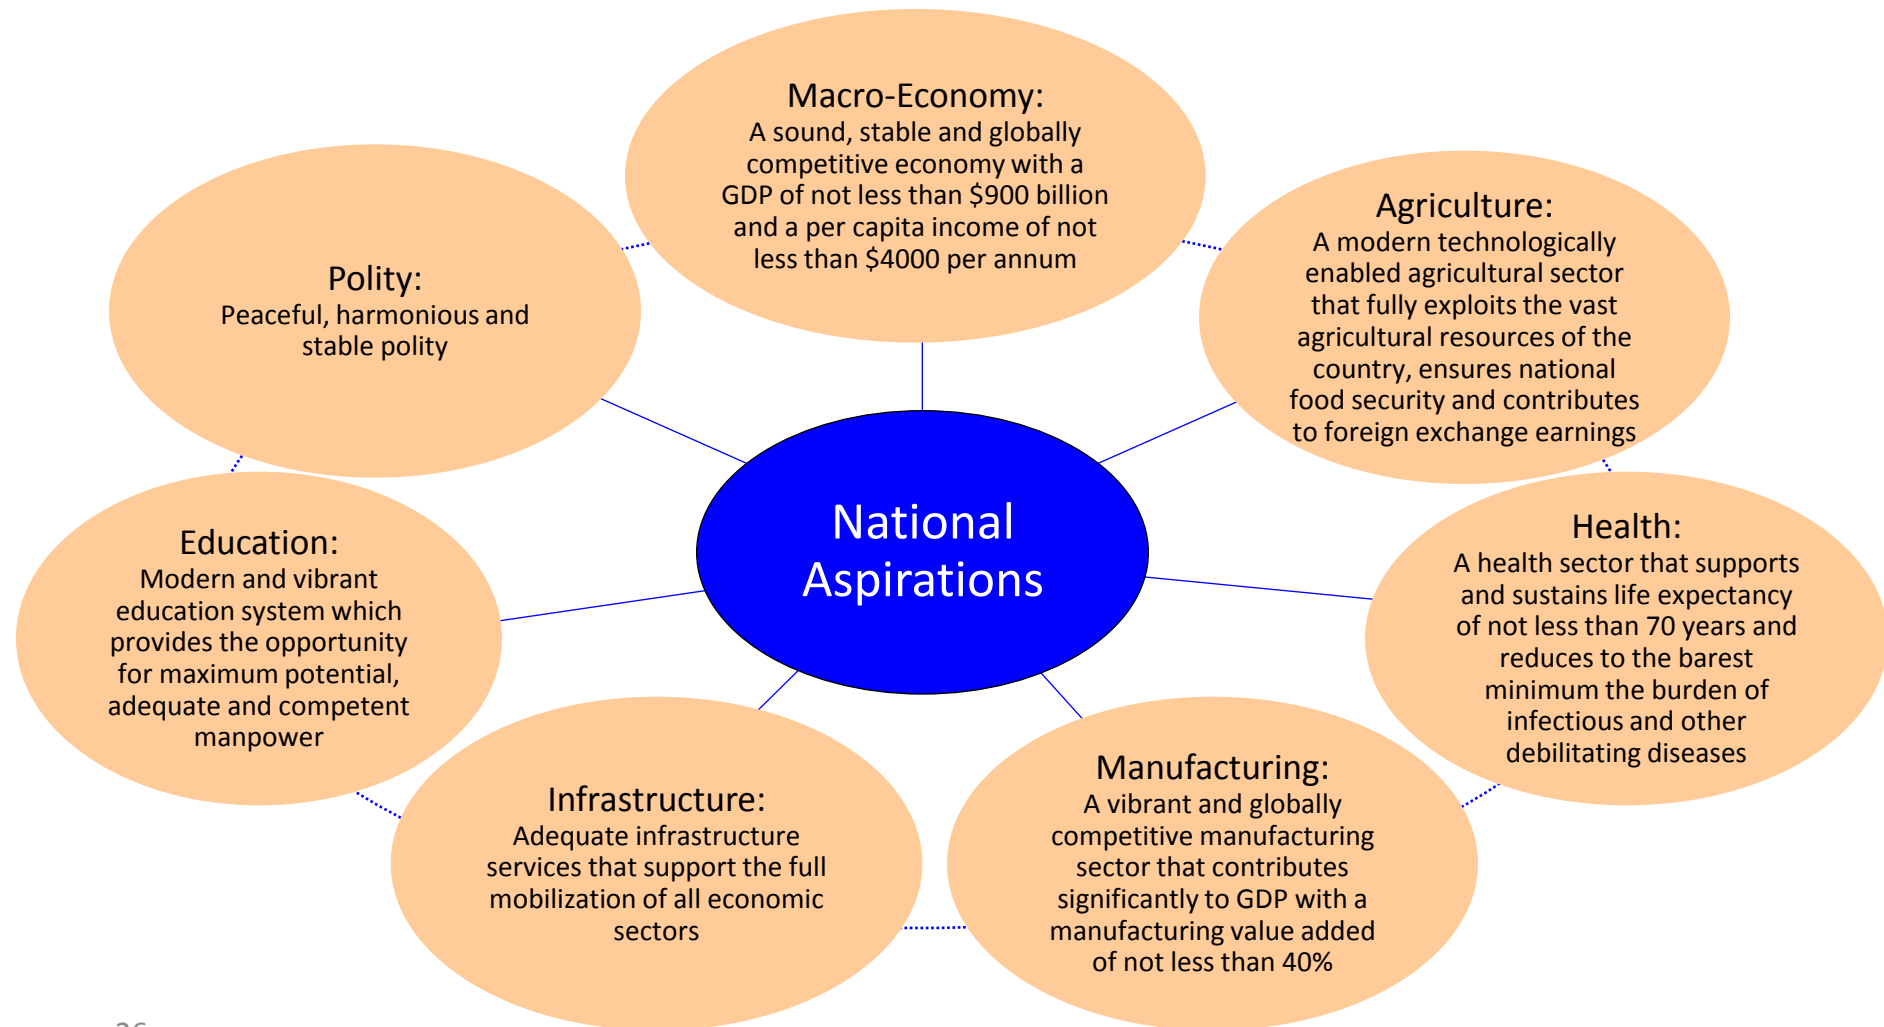 Macro-Economy:
A sound, stable and globally
competitive economy with a
GDP of not less than $900 billion
and a per capita income of not
less than $4000 per annum
Agriculture:
A modern technologically
enabled agricultural sector
that fully exploits the vast
agricultural resources of the
country, ensures national
food security and contributes
to foreign exchange earnings
Polity:
Peaceful, harmonious and
stable polity
National
Aspirations
Health:
A health sector that supports
and sustains life expectancy
of not less than 70 years and
reduces to the barest
minimum the burden of
infectious and other
debilitating diseases
Education:
Modern and vibrant
education system which
provides the opportunity
for maximum potential,
adequate and competent
manpower
Manufacturing:
A vibrant and globally
competitive manufacturing
sector that contributes
significantly to GDP with a
manufacturing value added
of not less than 40%
Infrastructure:
Adequate infrastructure
services that support the full
mobilization of all economic
sectors